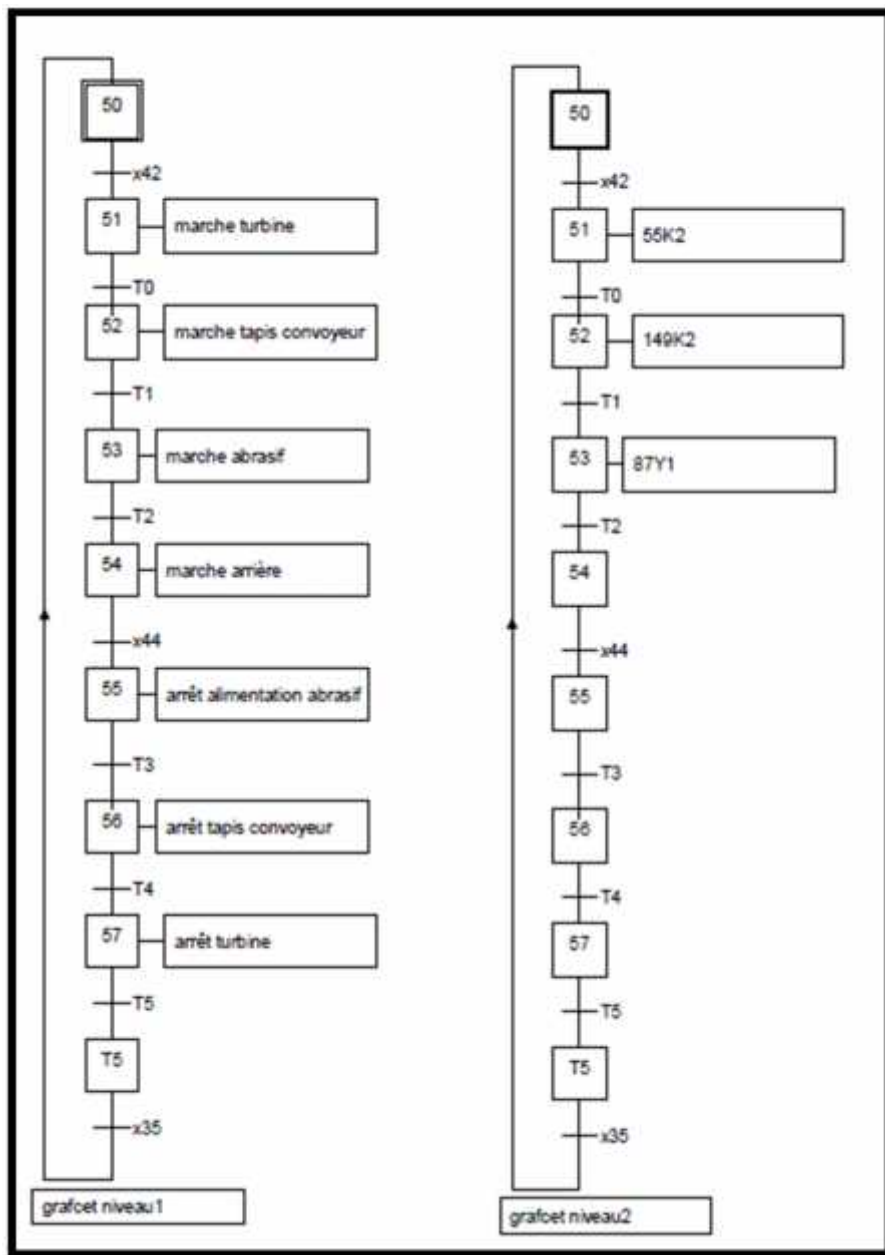 50
x42
51
marche turbine
T0
52
marche tapis convoyeur
T1
53
marche abrasif
T2
54
marche arrière
x44
55
arrêt alimentation abrasif
T3
56
arrêt tapis convoyeur
T4
57
arrêt turbine
T5
T5
x35
grafcet niveau1
50
x42
51
55K2
T0
52
149K2
T1
53
87Y1
T2
54
x44
55
T3
56
T4
57
T5
T5
x35
grafcet niveau2